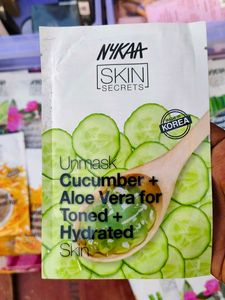 NYKAA
SKIN
SECRETS
KOREA
Unmask
Cucumber +
Aloe Vera for
Toned +
Hydrated
Skin